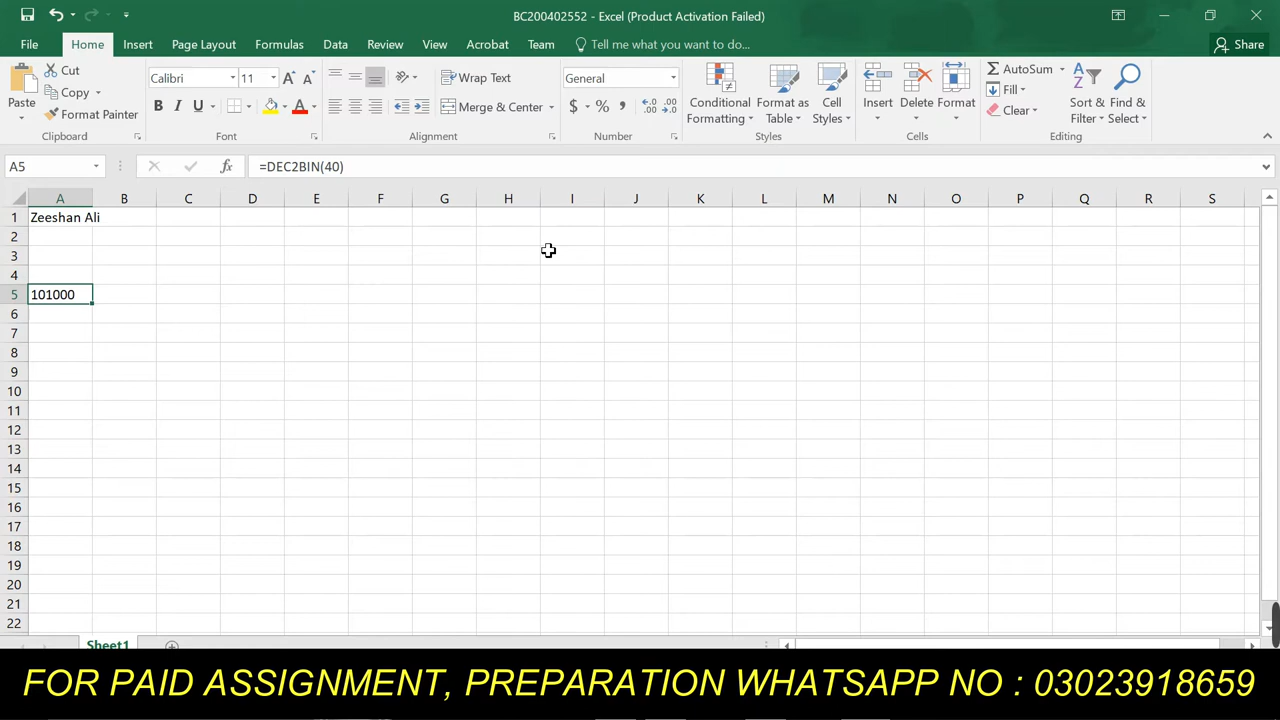 BC200402552 - Excel (Product Activation Failed)
File Home Insert Page Layout Formulas Data Review View Acrobat Team Tell me what you want to do... Share
Paste
Cut
Copy
Format Painter
Clipboard
Calibri 11
B I U
Font
Wrap Text
Merge & Center
Alignment
General
$ % ,
Number
Conditional Formatting
Format as Table
Cell Styles
Styles
Insert Delete Format
Cells
AutoSum
Fill
Clear
Sort & Filter
Find & Select
Editing
A5 fx =DEC2BIN(40)
A B C D E F G H I J K L M N O P Q R S
1 Zeeshan Ali
2
3
4
5 101000
6
7
8
9
10
11
12
13
14
15
16
17
18
19
20
21
22
Sheet1
FOR PAID ASSIGNMENT, PREPARATION WHATSAPP NO : 03023918659